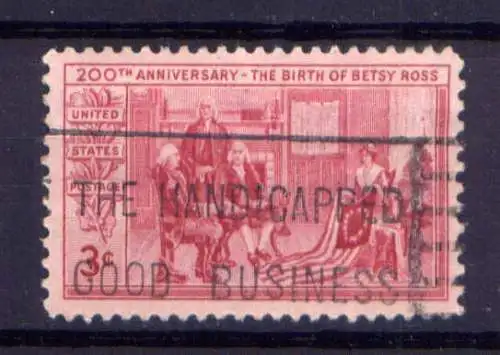 200TH ANNIVERSARY - THE BIRTH OF BETSY ROSS
UNITED
STATES
POSTAGE
THE HANDICAPPED
3¢
GOOD BUSINESS